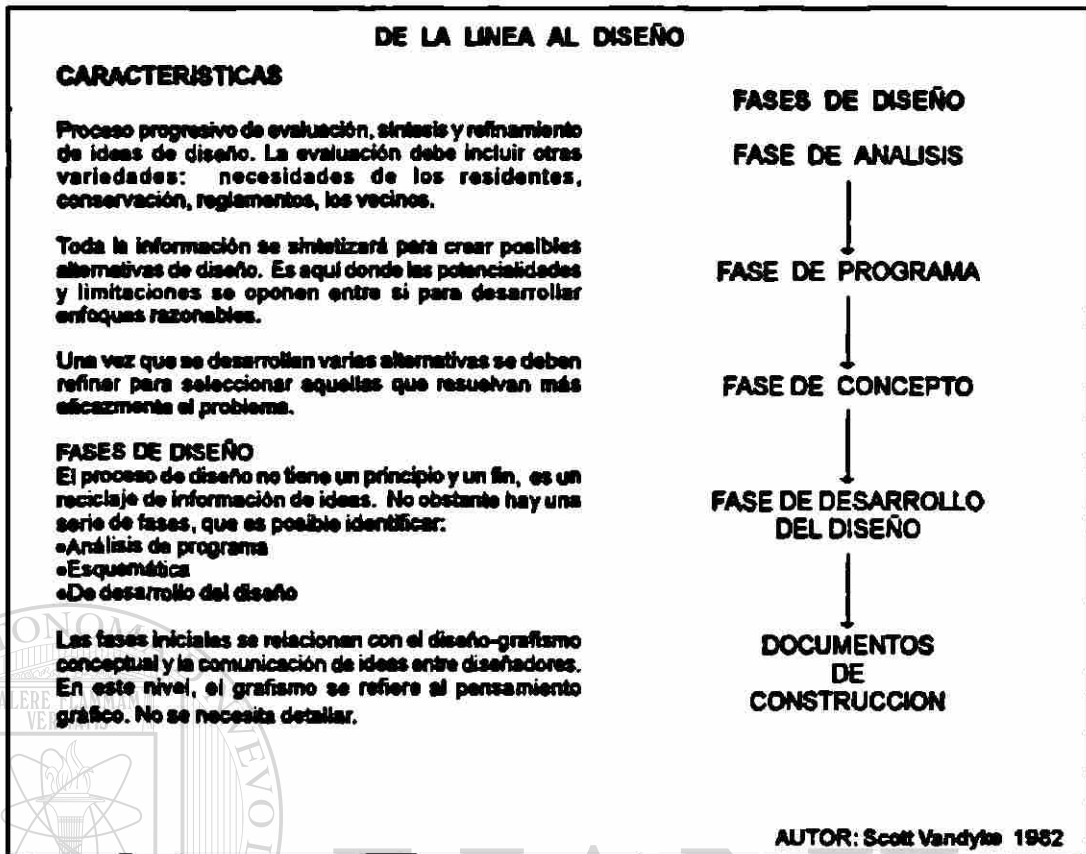 DE LA LINEA AL DISEÑO
CARACTERISTICAS
Proceso progresivo de evaluación, sintesis y refinamiento
de ideas de diseño. La evaluación debe incluir otras
variedades: necesidades de los residentes,
conservación, reglamentos, los vecinos.
Toda la información se sintetizará para crear posibles
alternativas de diseño. Es aquí donde las potencialidades
y limitaciones se oponen entre si para desarrollar
enfoques razonables.
Una vez que se desarrollan varias alternativas se deben
refinar para seleccionar aquellas que resuelvan más
eficazmente el problema.
FASES DE DISEÑO
El proceso de diseño no tiene un principio y un fin, es un
reciclaje de información de ideas. No obstante hay una
serie de fases, que es posible identificar:
•Análisis de programa
•Esquemática
•De desarrollo del diseño
Las fases iniciales se relacionan con el diseño-grafismo
conceptual y la comunicación de ideas entre diseñadores.
En este nivel, el grafismo se refiere al pensamiento
gráfico. No se necesita detallar.
FASES DE DISEÑO
FASE DE ANALISIS
FASE DE PROGRAMA
FASE DE CONCEPTO
FASE DE DESARROLLO
DEL DISEÑO
DOCUMENTOS
DE
CONSTRUCCION
AUTOR: Scott Vandyke 1982